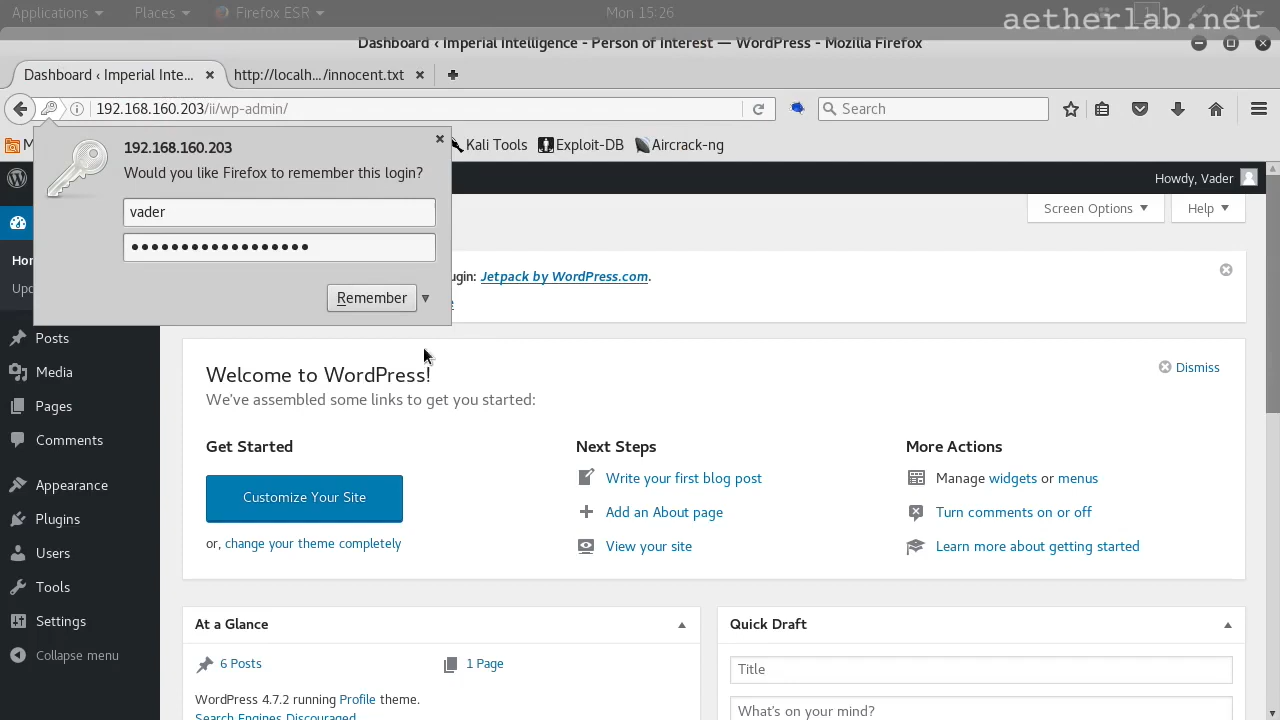 Applications
Places
Firefox ESR
Mon 15:26
aetherlab.net
Dashboard ‹ Imperial Intelligence - Person of Interest — WordPress - Mozilla Firefox
Dashboard ‹ Imperial Inte...
http://localh.../innocent.txt
192.168.160.203/ii/wp-admin/
Search
M
Kali Tools
Exploit-DB
Aircrack-ng
192.168.160.203
Would you like Firefox to remember this login?
vader
●●●●●●●●●●●●●●●●●●
Remember
Howdy, Vader
Screen Options
Help
ugin: Jetpack by WordPress.com.
Posts
Media
Pages
Comments
Appearance
Plugins
Users
Tools
Settings
Collapse menu
Welcome to WordPress!
Dismiss
We've assembled some links to get you started:
Get Started
Customize Your Site
or, change your theme completely
Next Steps
Write your first blog post
Add an About page
View your site
More Actions
Manage widgets or menus
Turn comments on or off
Learn more about getting started
At a Glance
6 Posts
1 Page
WordPress 4.7.2 running Profile theme.
Search Engines Discouraged
Quick Draft
Title
What's on your mind?